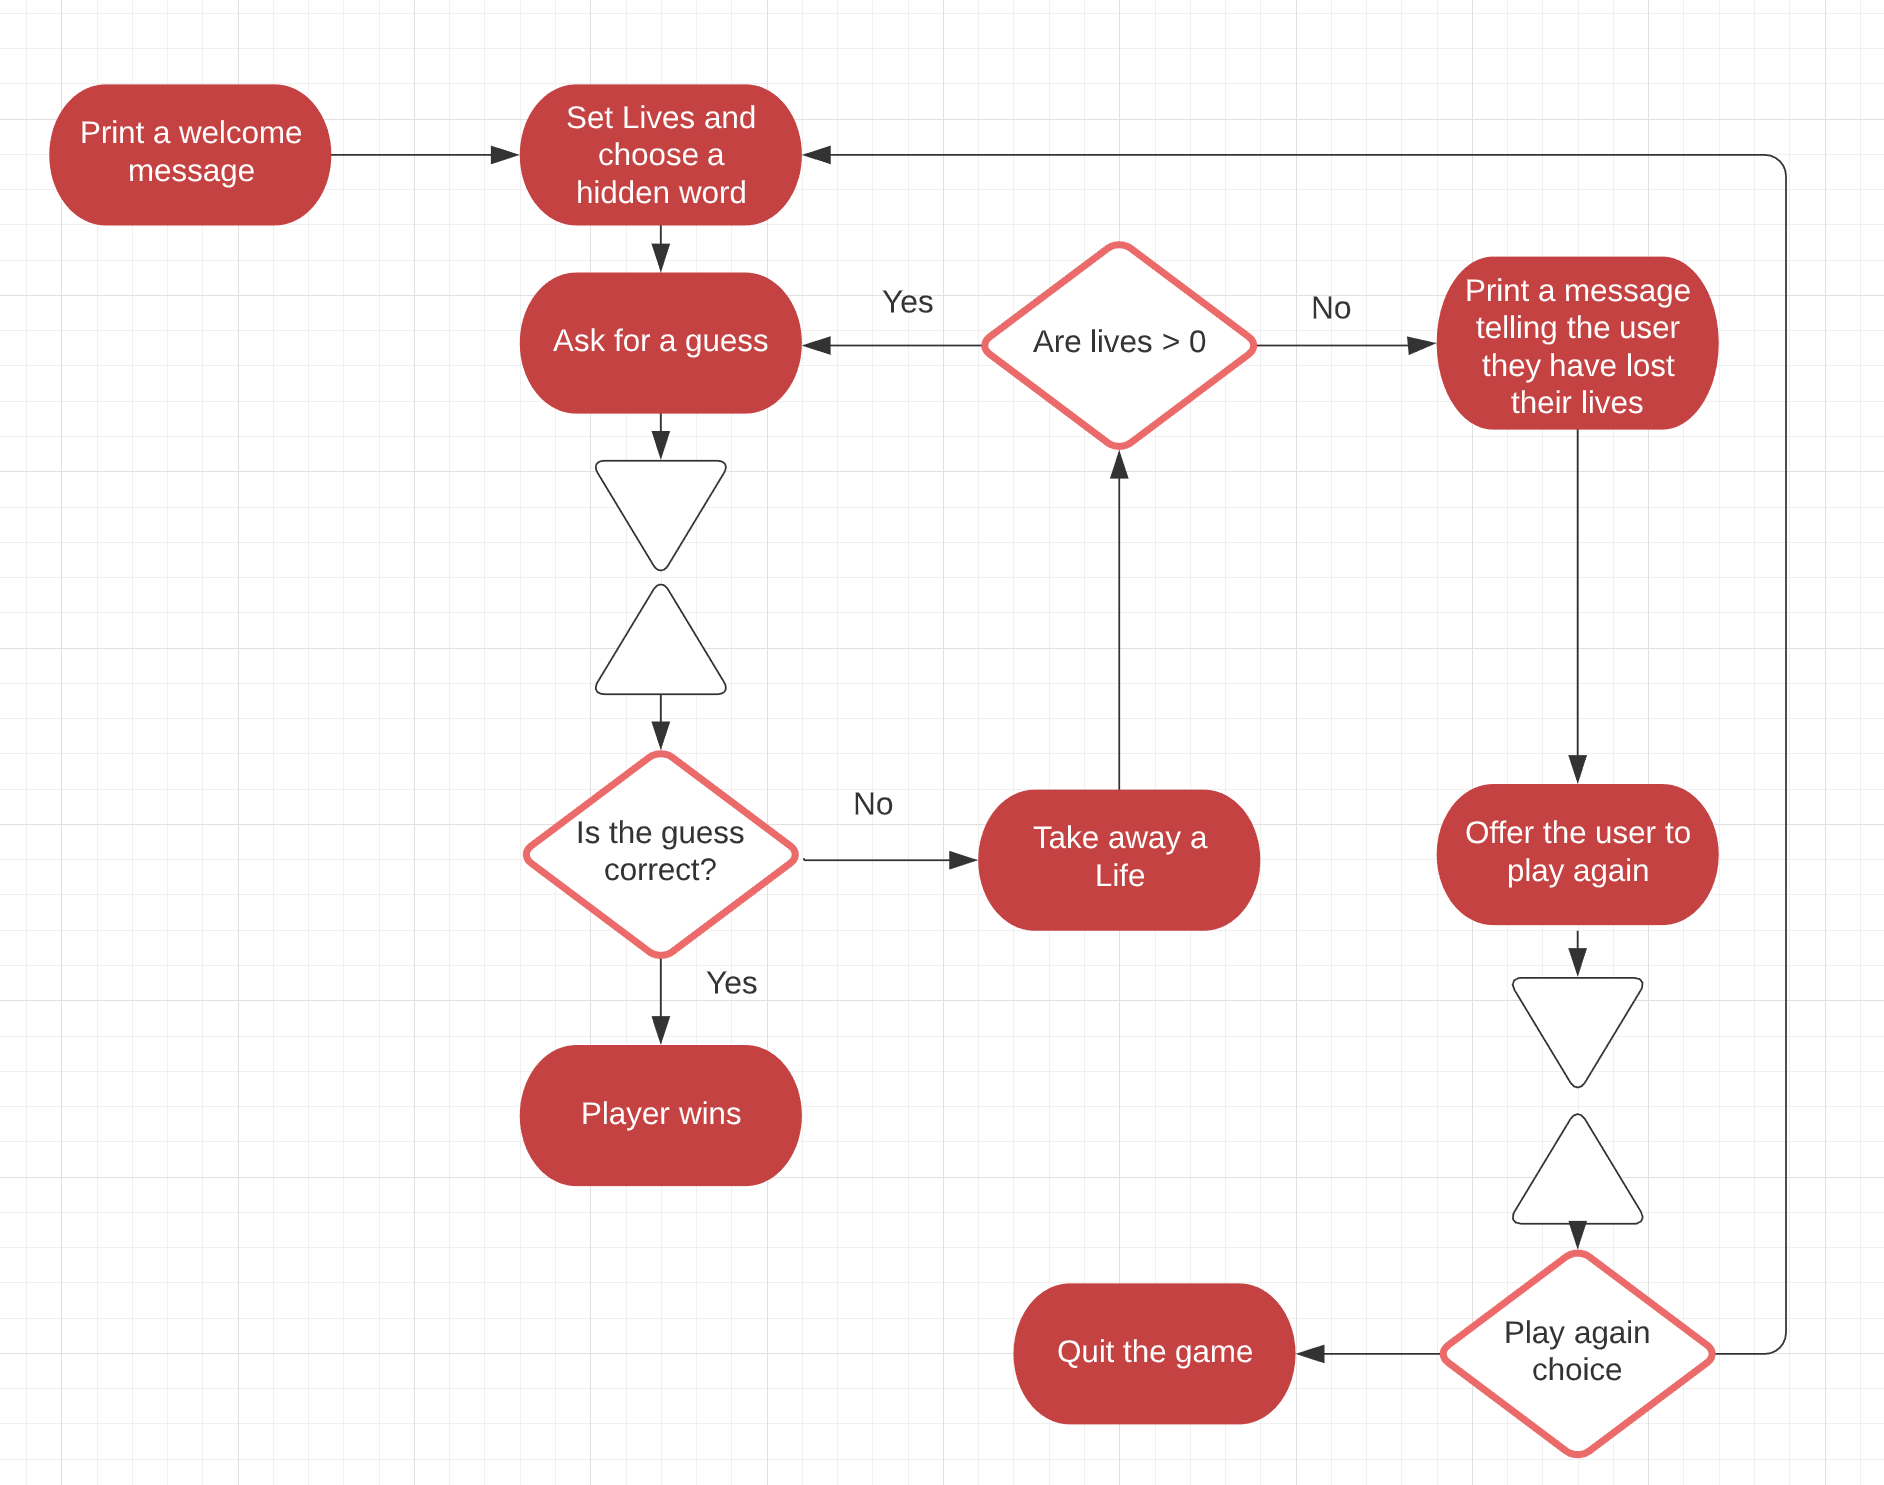 Print a welcome
message
Set Lives and
choose a
hidden word
Ask for a guess
Yes
Are lives > 0
No
Print a message
telling the user
they have lost
their lives
Is the guess
correct?
No
Take away a
Life
Offer the user to
play again
Yes
Player wins
Quit the game
Play again
choice